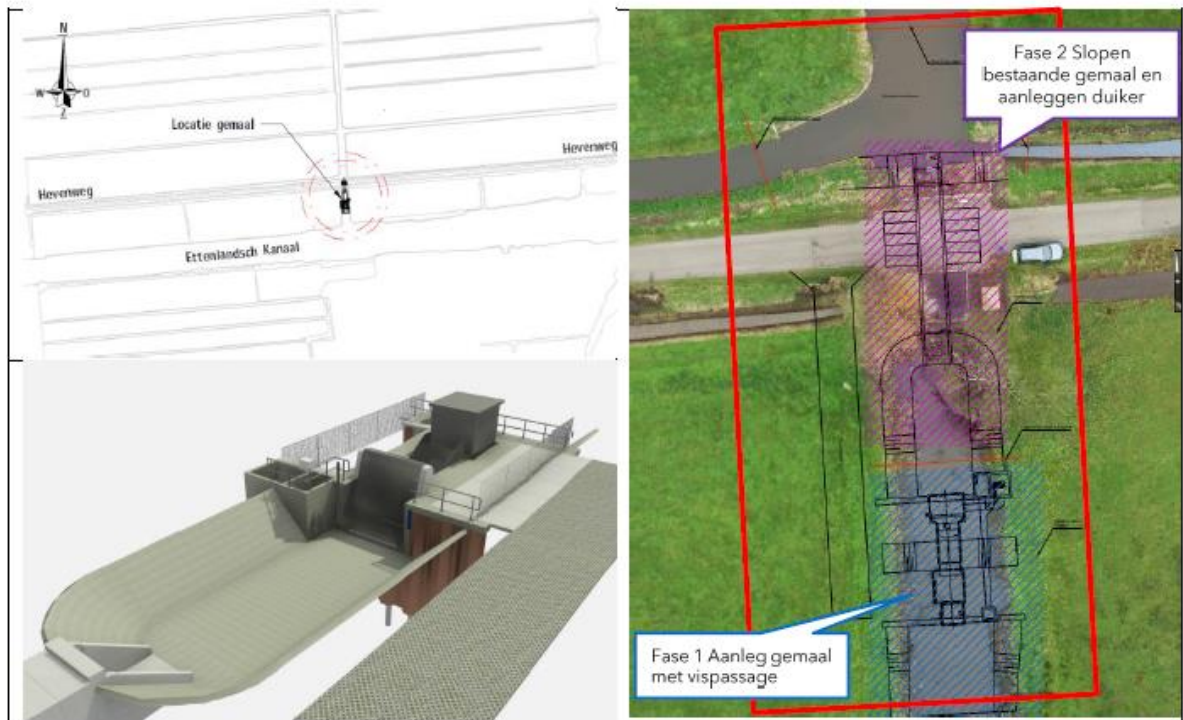 N
W
O
Z
Locatie gemaal
Hevenweg
Hevenweg
Ettenlandsch Kanaal
Fase 2 Slopen
bestaande gemaal en
aanleggen duiker
Fase 1 Aanleg gemaal
met vispassage